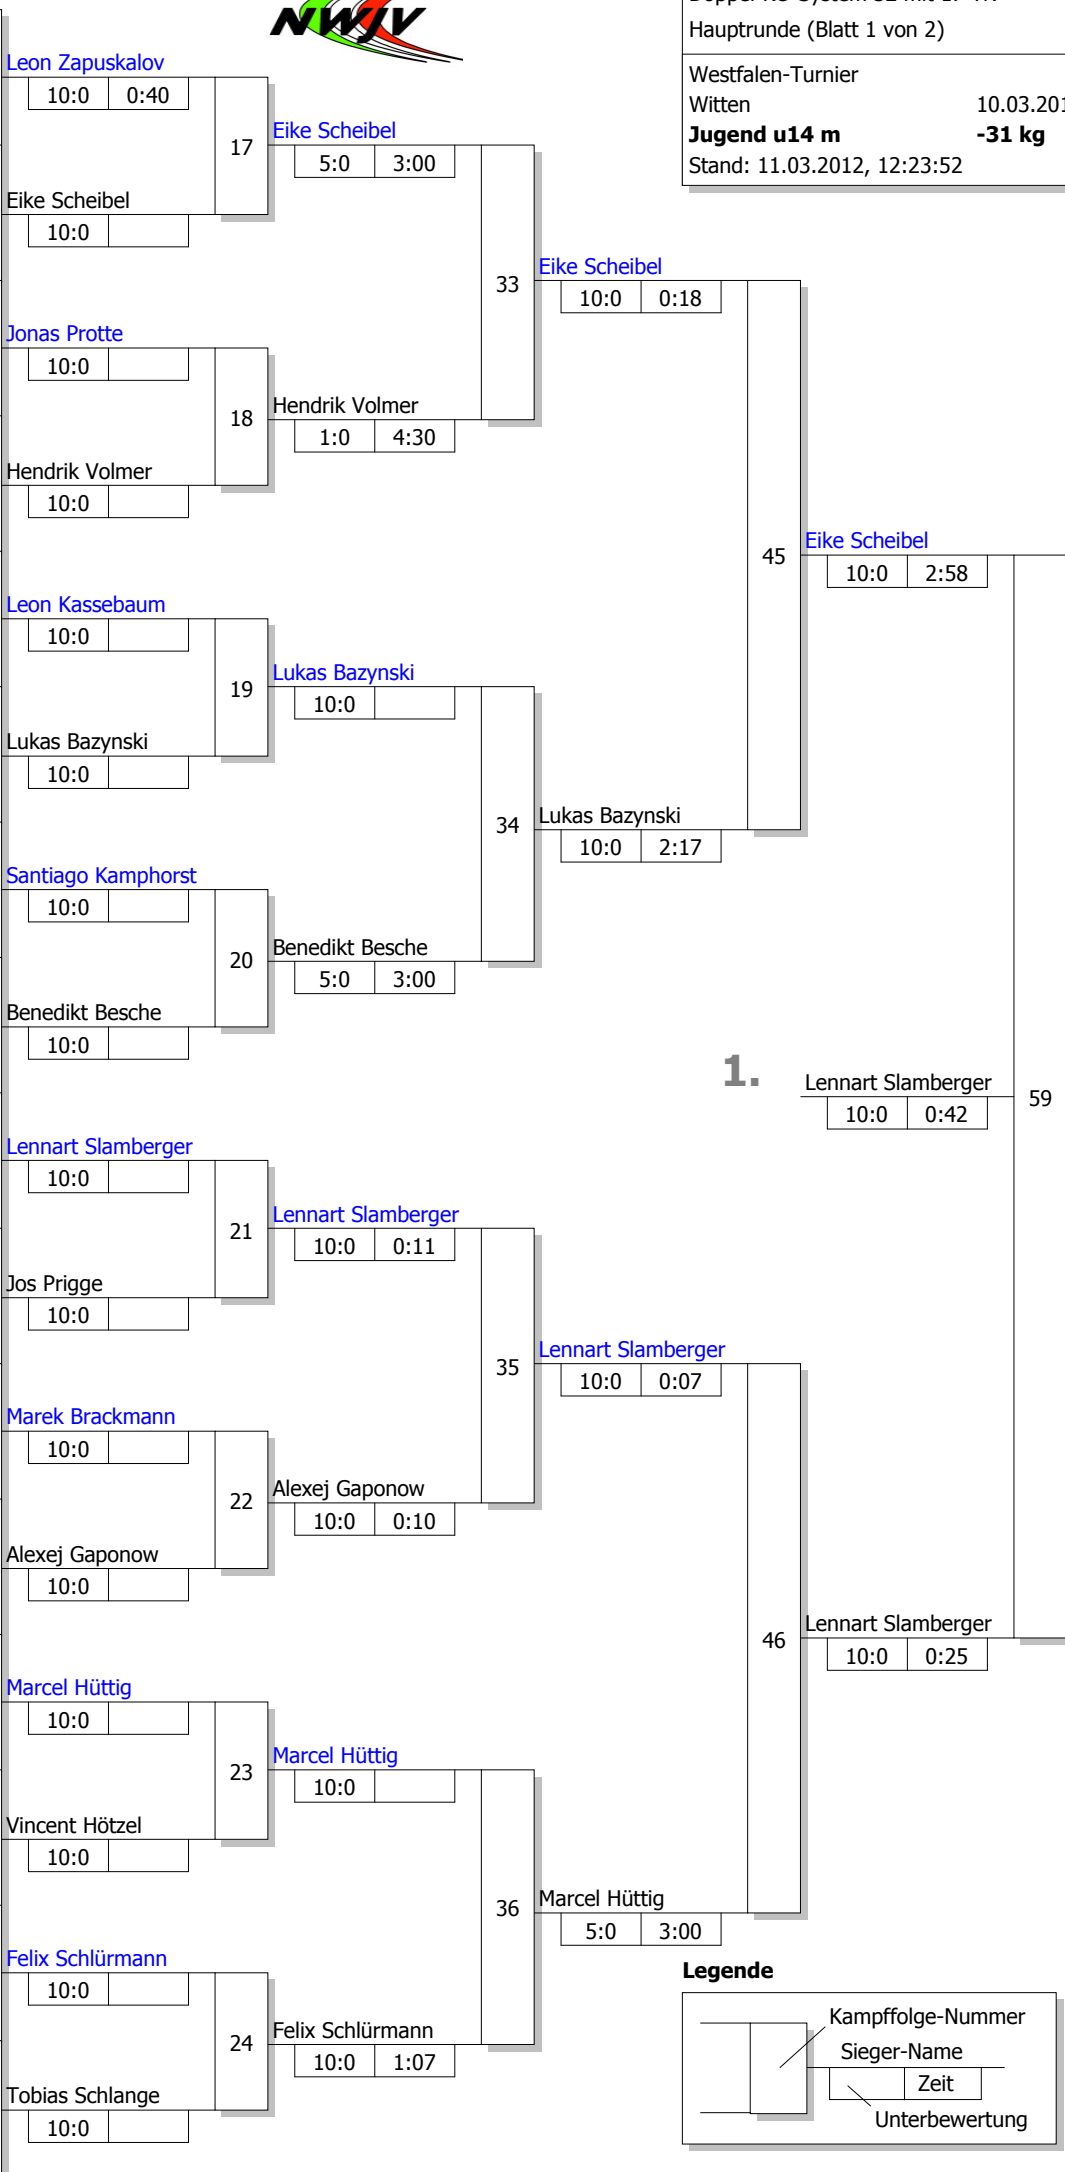 NWJV
Hauptrunde (Blatt 1 von 2)
Westfalen-Turnier
Witten 10.03.201
Jugend u14 m -31 kg
Stand: 11.03.2012, 12:23:52
Leon Zapuskalov
10:0 0:40
17
Eike Scheibel
5:0 3:00
Eike Scheibel
10:0
33
Eike Scheibel
10:0 0:18
Jonas Protte
10:0
18
Hendrik Volmer
1:0 4:30
Hendrik Volmer
10:0
45
Eike Scheibel
10:0 2:58
Leon Kassebaum
10:0
19
Lukas Bazynski
10:0
Lukas Bazynski
10:0
34
Lukas Bazynski
10:0 2:17
Santiago Kamphorst
10:0
20
Benedikt Besche
5:0 3:00
Benedikt Besche
10:0
1.
Lennart Slamberger
10:0 0:42
59
Lennart Slamberger
10:0
21
Lennart Slamberger
10:0 0:11
Jos Prigge
10:0
35
Lennart Slamberger
10:0 0:07
Marek Brackmann
10:0
22
Alexej Gaponow
10:0 0:10
Alexej Gaponow
10:0
46
Lennart Slamberger
10:0 0:25
Marcel Hüttig
10:0
23
Marcel Hüttig
10:0
Vincent Hötzel
10:0
36
Marcel Hüttig
5:0 3:00
Felix Schlürmann
10:0
24
Felix Schlürmann
10:0 1:07
Tobias Schlange
10:0
Legende
Kampffolge-Nummer
Sieger-Name
Zeit
Unterbewertung